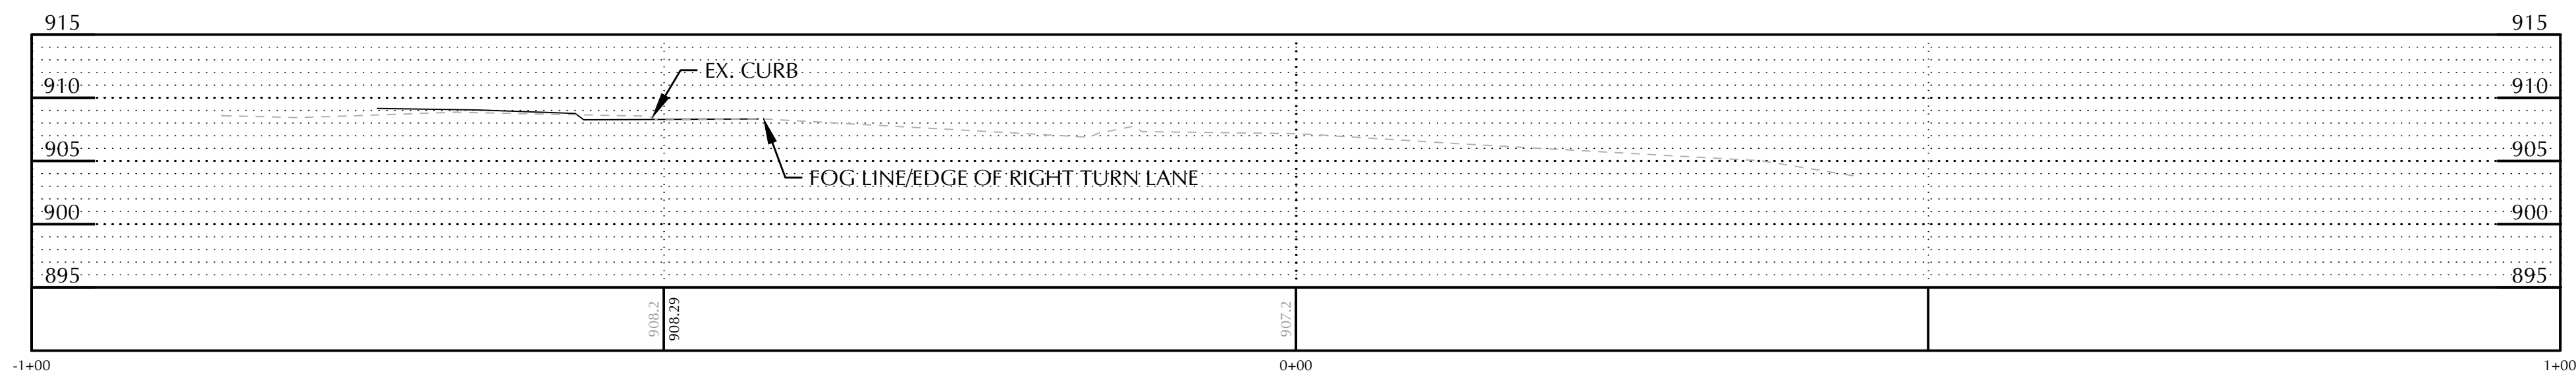 915 915
EX. CURB
910 910
905 905
FOG LINE/EDGE OF RIGHT TURN LANE
900 900
895 895
908.2
908.29
907.2
-1+00 0+00 1+00